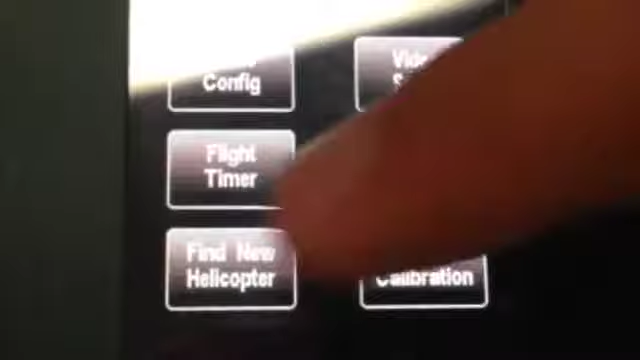 Config
Flight
Timer
Find New
Helicopter
Calibration